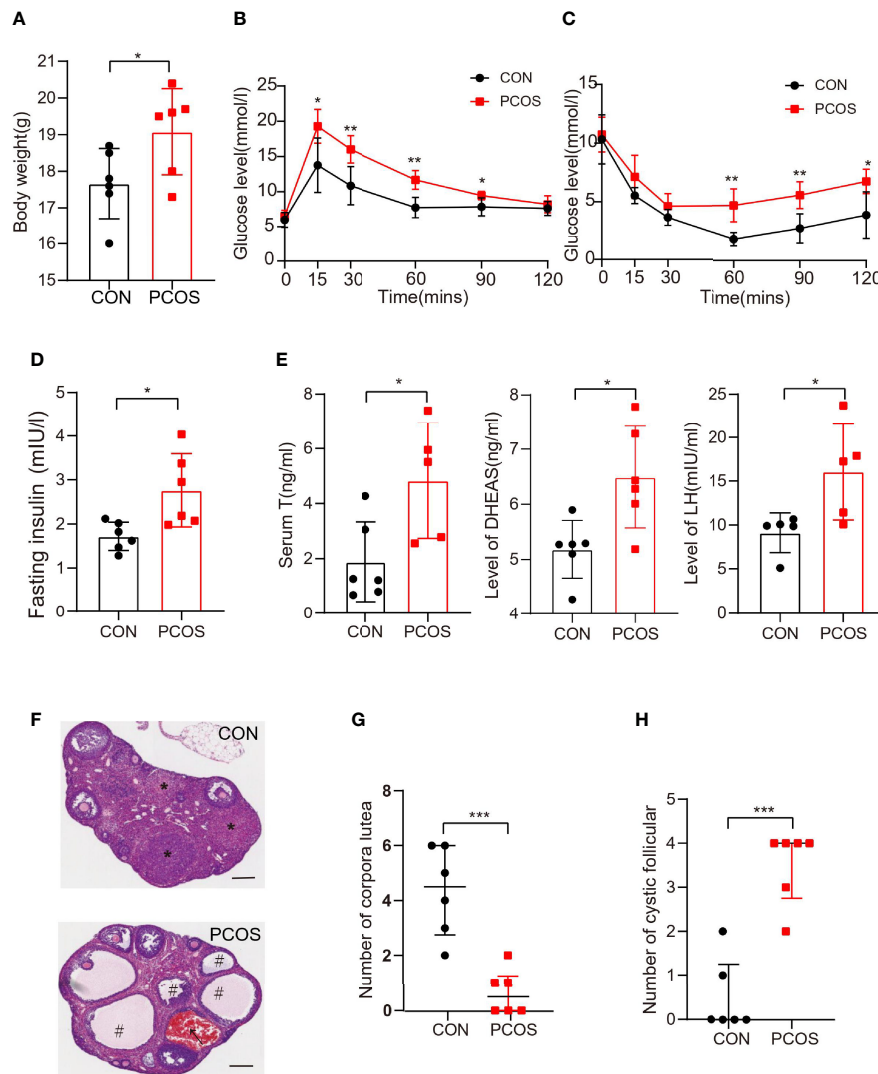 A
Body weight(g)
21
20
19
18
17
16
15
*
CON
PCOS
B
Glucose level(mmol/l)
25
20
15
10
5
0
CON
PCOS
*
**
**
*
0
15
30
60
90
120
Time(mins)
C
Glucose level(mmol/l)
15
10
5
0
CON
PCOS
**
**
*
0
15
30
60
90
120
Time(mins)
D
Fasting insulin (mIU/l)
5
4
3
2
1
0
*
CON
PCOS
E
Serum T(ng/ml)
8
6
4
2
0
*
CON
PCOS
Level of DHEAS(ng/ml)
8
7
6
5
4
*
CON
PCOS
Level of LH(mIU/ml)
25
20
15
10
5
0
*
CON
PCOS
F
CON
*
*
*
PCOS
#
#
#
#
G
Number of corpora lutea
8
6
4
2
0
***
CON
PCOS
H
Number of cystic follicular
5
4
3
2
1
0
***
CON
PCOS